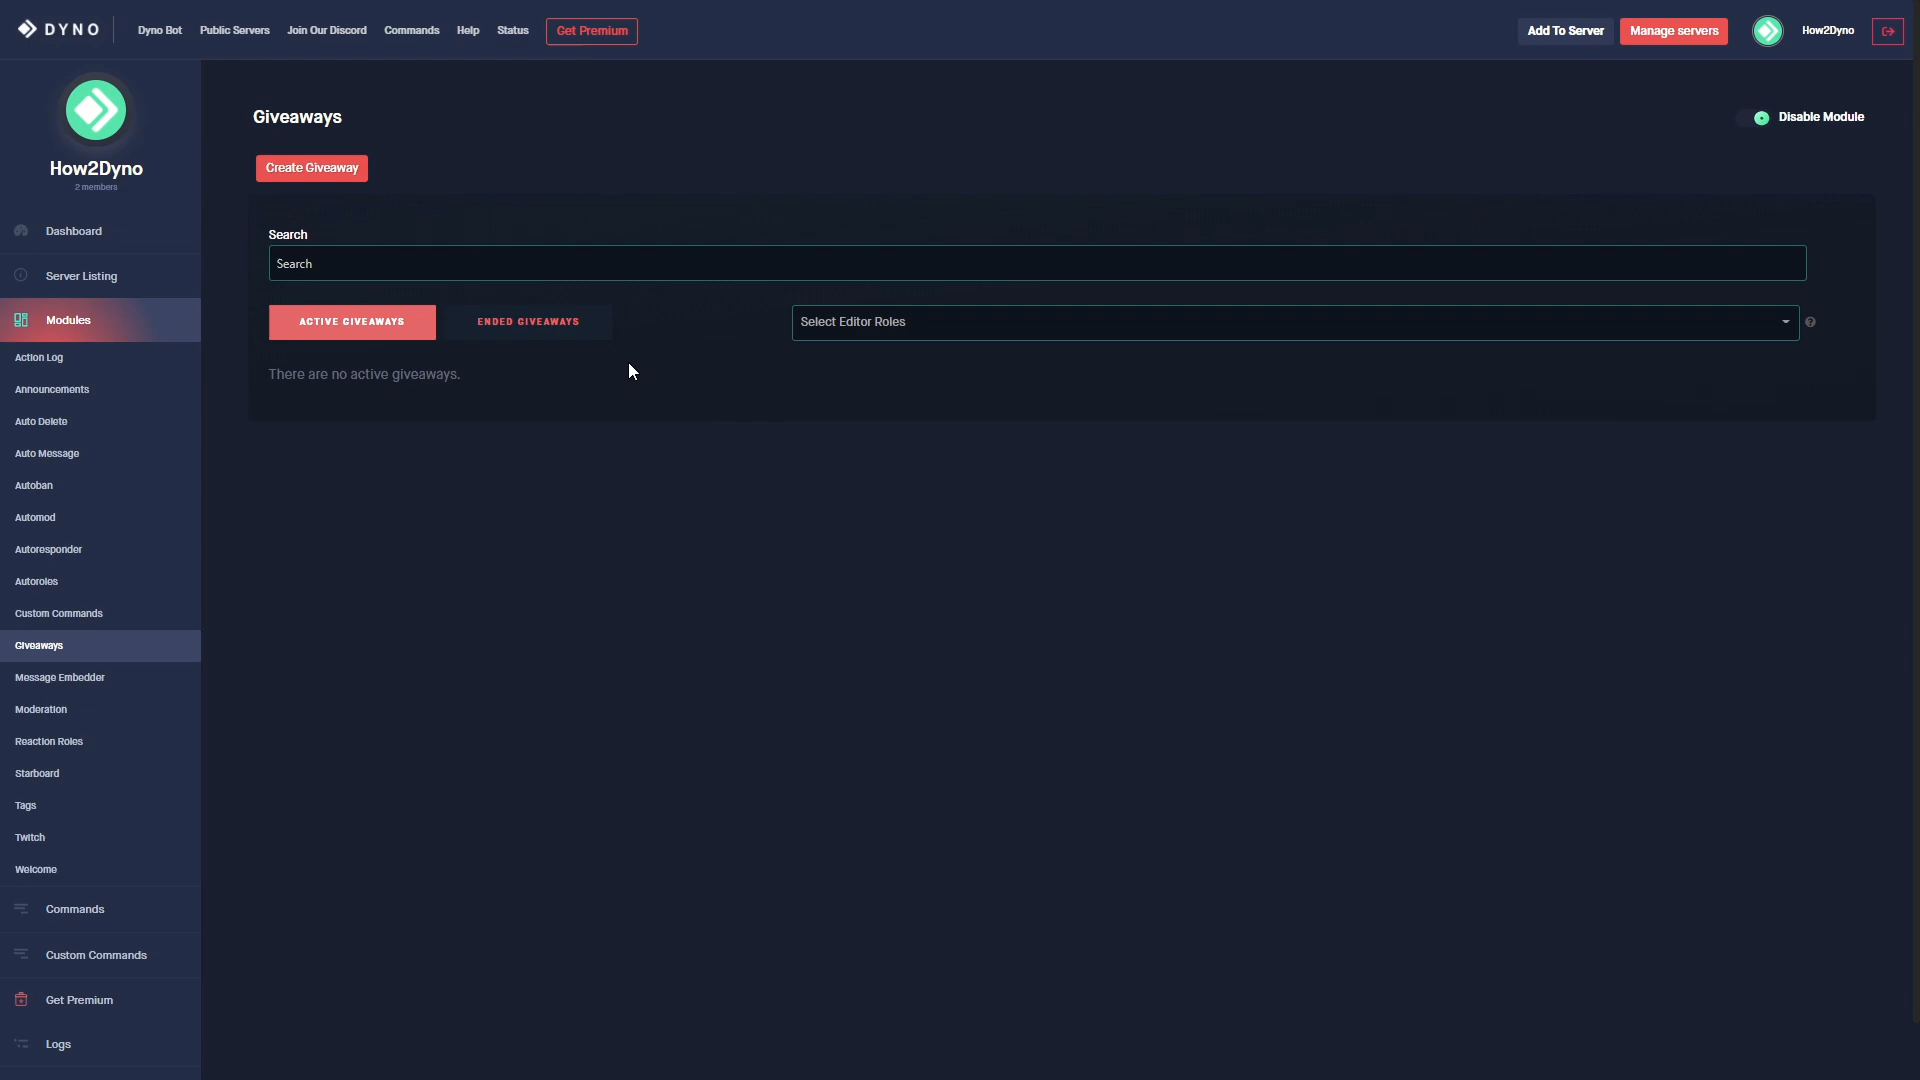 DYNO
Dyno Bot
Public Servers
Join Our Discord
Commands
Help
Status
Get Premium
Add To Server
Manage servers
How2Dyno
How2Dyno
2 members
Dashboard
Server Listing
Modules
Action Log
Announcements
Auto Delete
Auto Message
Autoban
Automod
Autoresponder
Autoroles
Custom Commands
Giveaways
Message Embedder
Moderation
Reaction Roles
Starboard
Tags
Twitch
Welcome
Commands
Custom Commands
Get Premium
Logs
Giveaways
Disable Module
Create Giveaway
Search
Search
ACTIVE GIVEAWAYS
ENDED GIVEAWAYS
Select Editor Roles
?
There are no active giveaways.